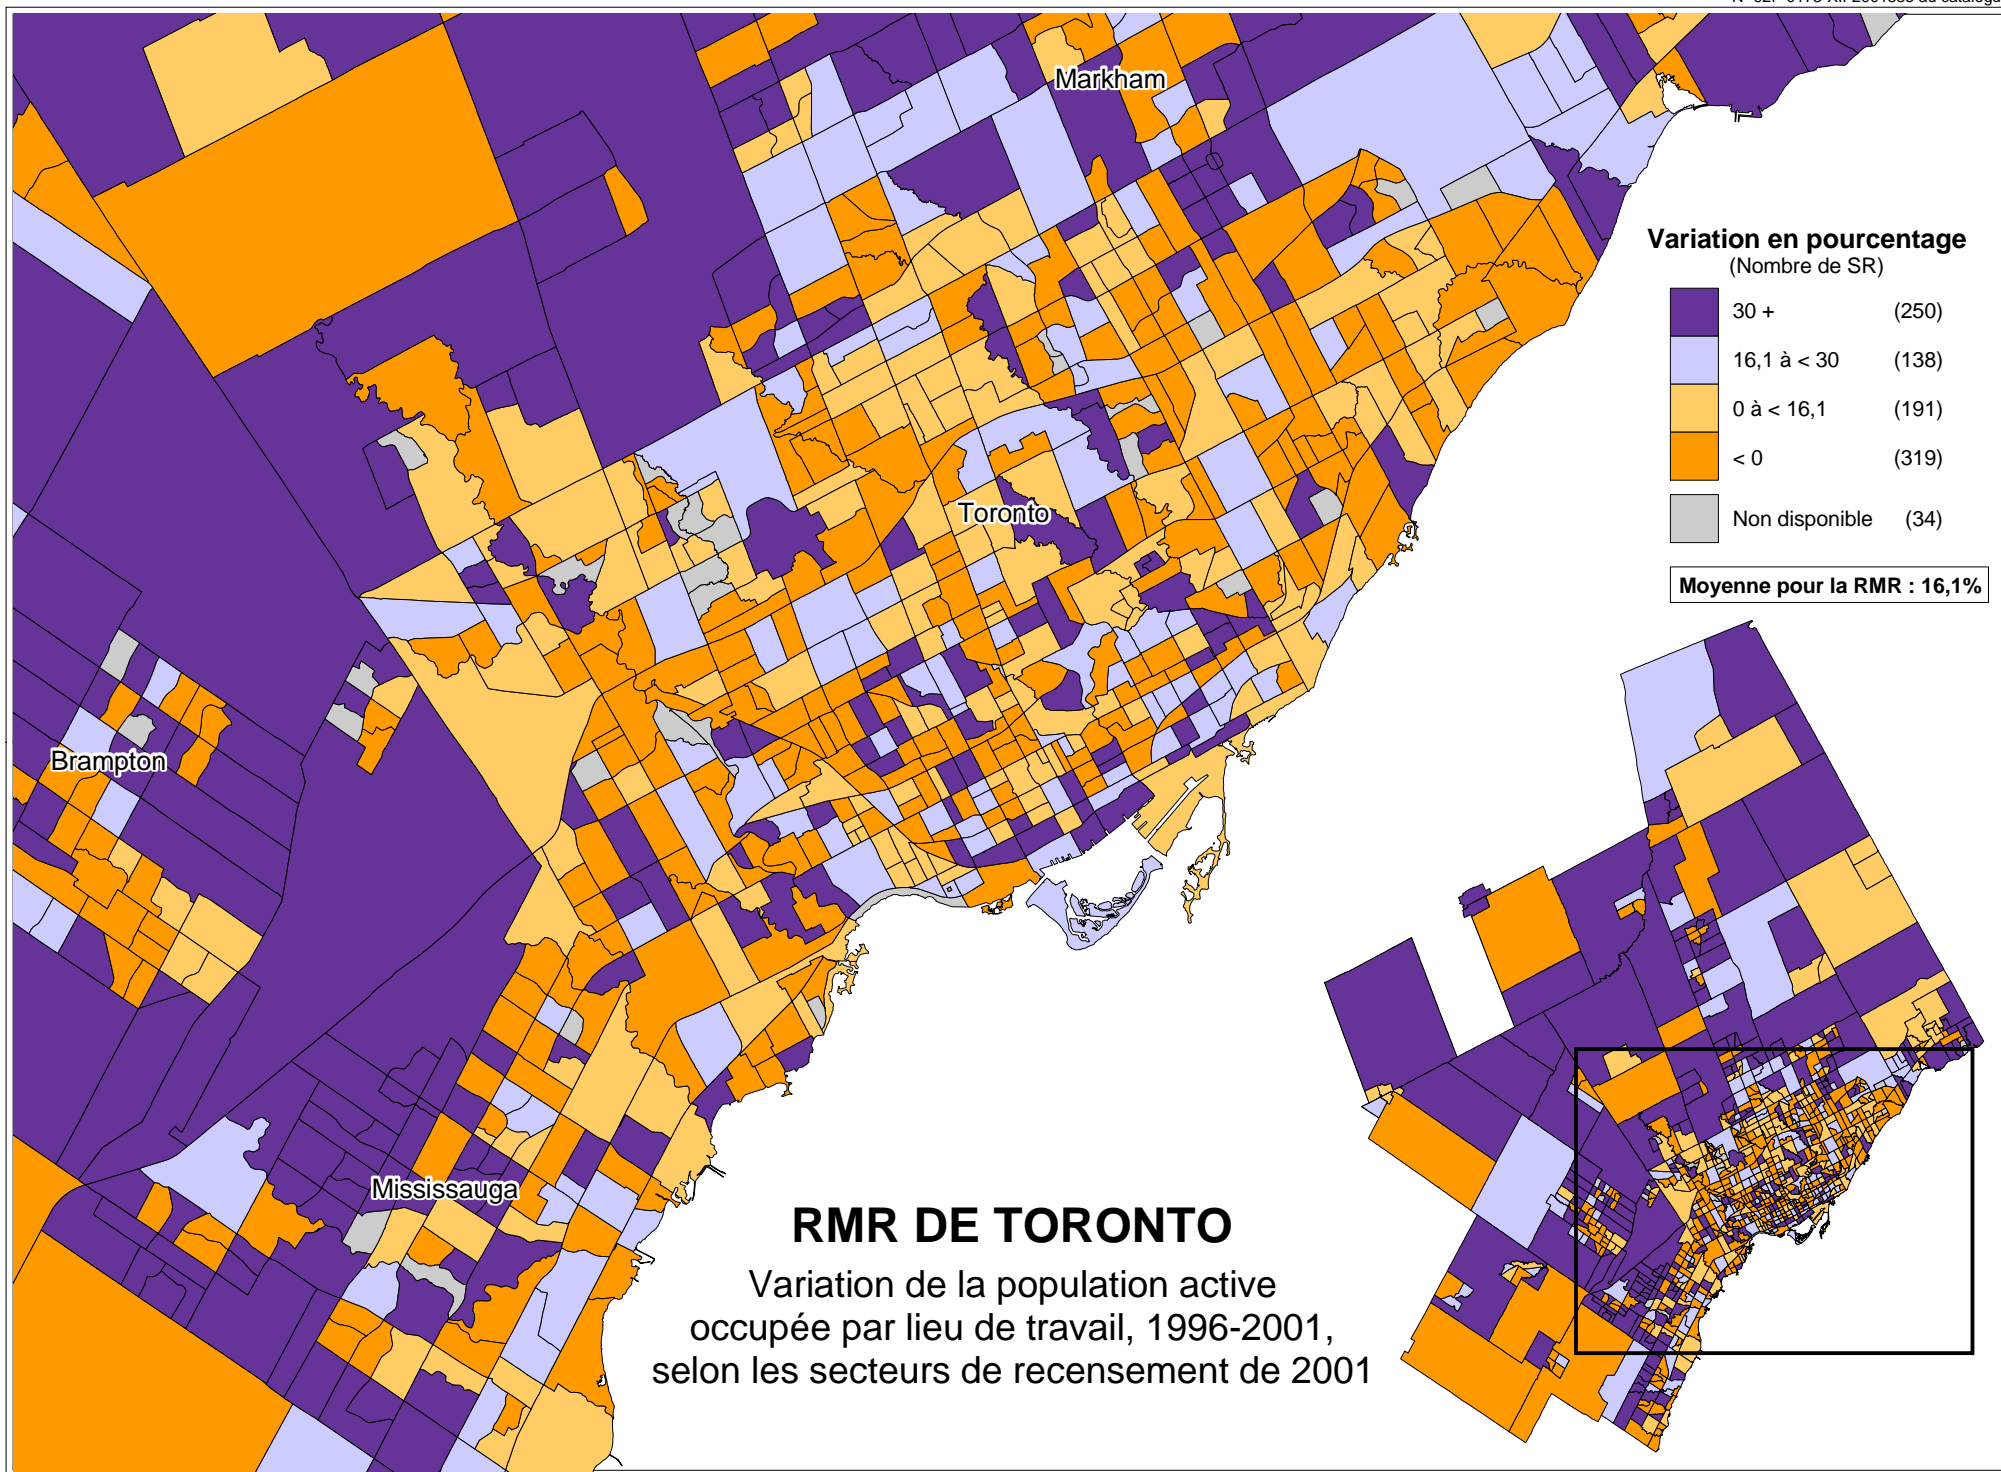 Markham
Variation en pourcentage
(Nombre de SR)
30 + (250)
16,1 à < 30 (138)
0 à < 16,1 (191)
< 0 (319)
Non disponible (34)
Moyenne pour la RMR : 16,1%
Toronto
Brampton
Mississauga
RMR DE TORONTO
Variation de la population active
occupée par lieu de travail, 1996-2001,
selon les secteurs de recensement de 2001